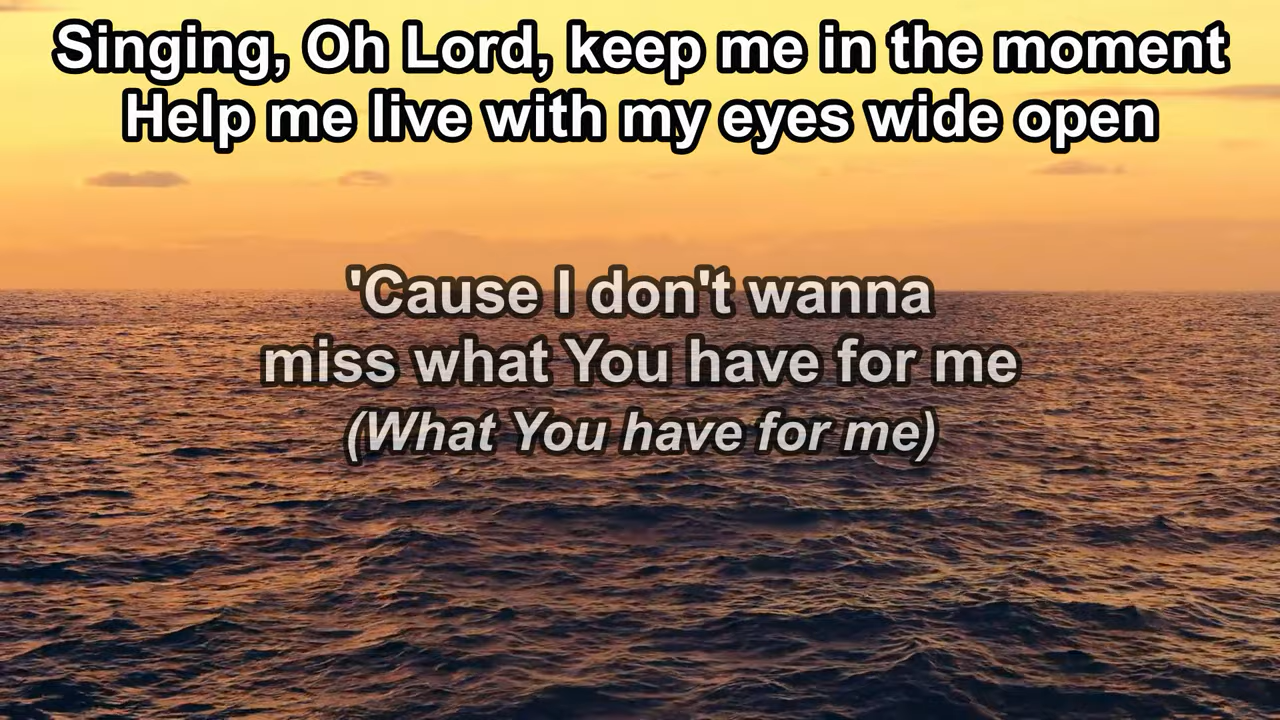 Singing, Oh Lord, keep me in the moment
Help me live with my eyes wide open
'Cause I don't wanna
miss what You have for me
(What You have for me)